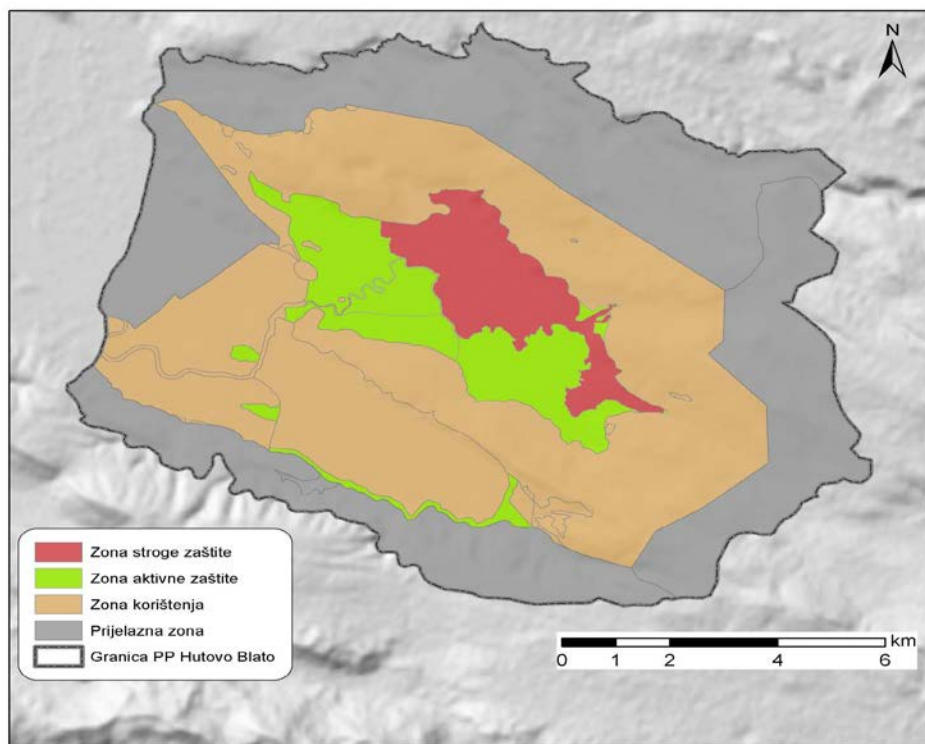 N
Zona stroge zaštite
Zona aktivne zaštite
Zona korištenja
Prijelazna zona
Granica PP Hutovo Blato
km
0 1 2 4 6